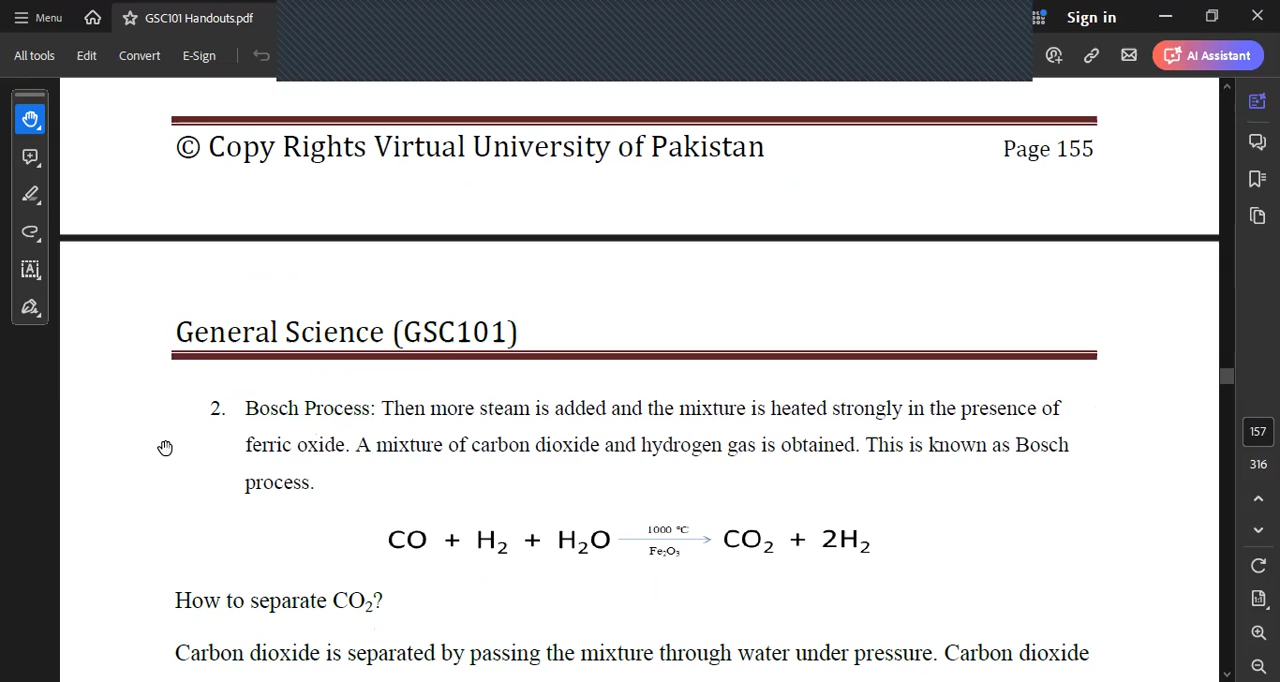 Menu
GSC101 Handouts.pdf
Sign in
All tools Edit Convert E-Sign
AI Assistant
© Copy Rights Virtual University of Pakistan Page 155
General Science (GSC101)
2. Bosch Process: Then more steam is added and the mixture is heated strongly in the presence of
ferric oxide. A mixture of carbon dioxide and hydrogen gas is obtained. This is known as Bosch
process.
CO + H₂ + H₂O 1000 °C Fe₂O₃ → CO₂ + 2H₂
How to separate CO₂?
Carbon dioxide is separated by passing the mixture through water under pressure. Carbon dioxide
157
316
1:1